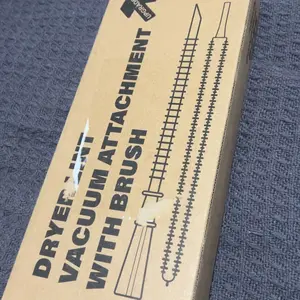 DRYER LINT
VACUUM ATTACHMENT
WITH BRUSH